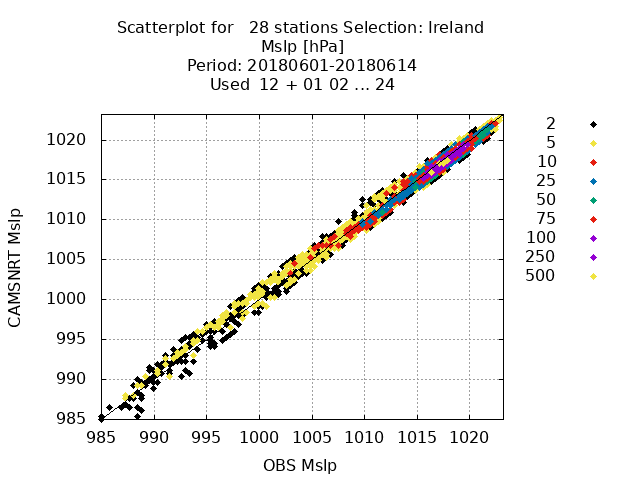 Scatterplot for   28 stations Selection: Ireland
Mslp [hPa]
Period: 20180601-20180614
Used  12 + 01 02 ... 24
CAMSNRT Mslp
1020
1015
1010
1005
1000
995
990
985
985 990 995 1000 1005 1010 1015 1020
OBS Mslp
2
5
10
25
50
75
100
250
500